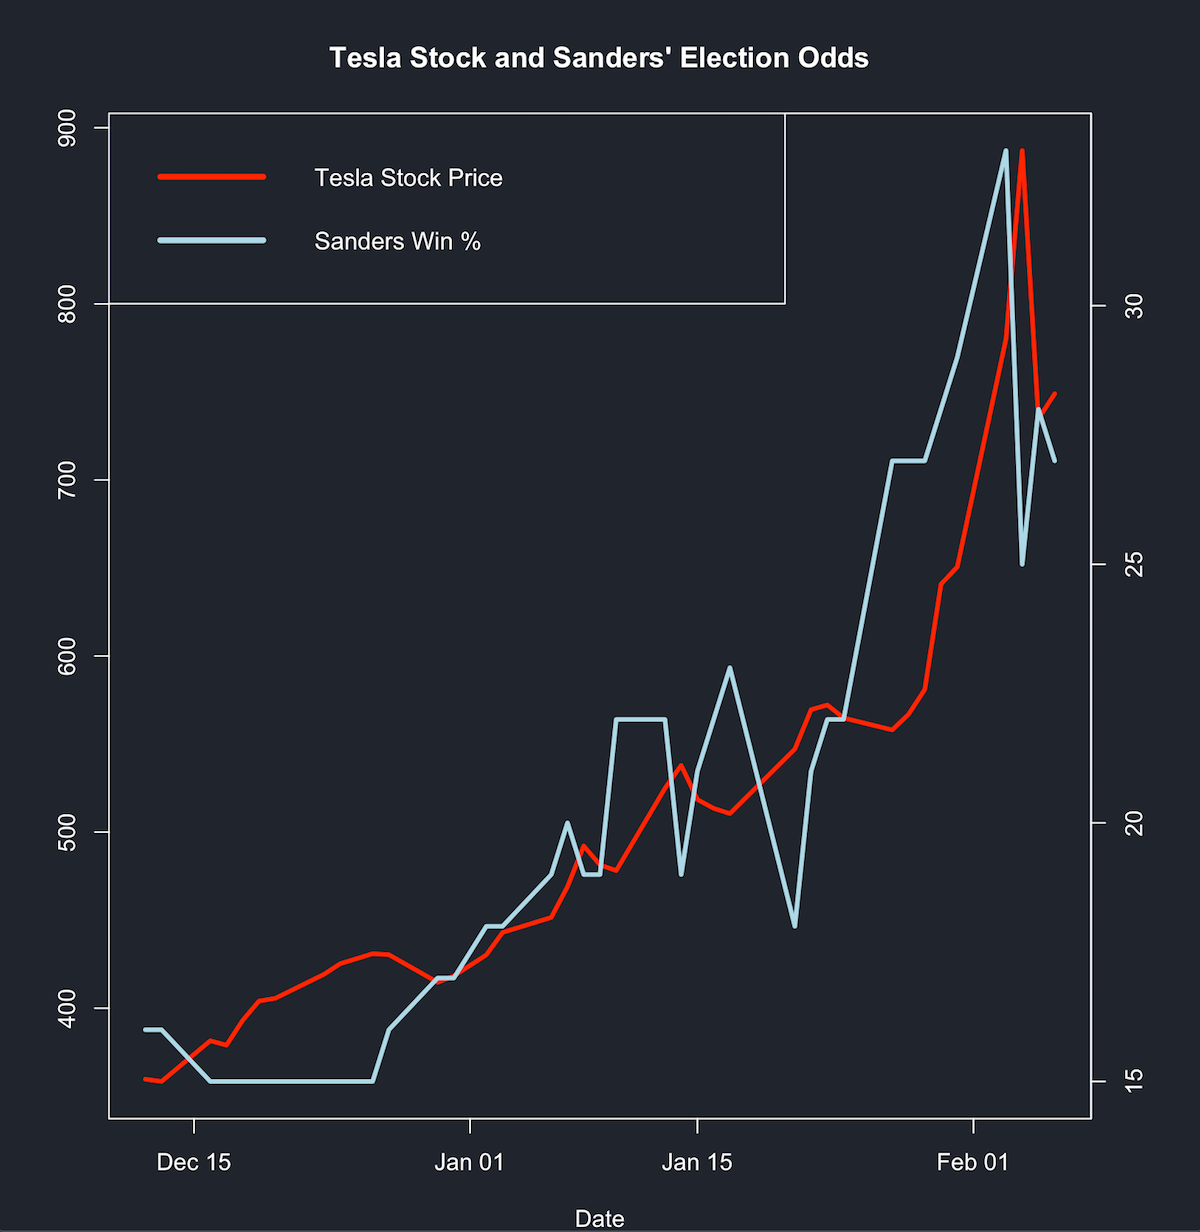 Tesla Stock and Sanders' Election Odds
Tesla Stock Price
Sanders Win %
900
800
700
600
500
400
30
25
20
15
Dec 15
Jan 01
Jan 15
Feb 01
Date